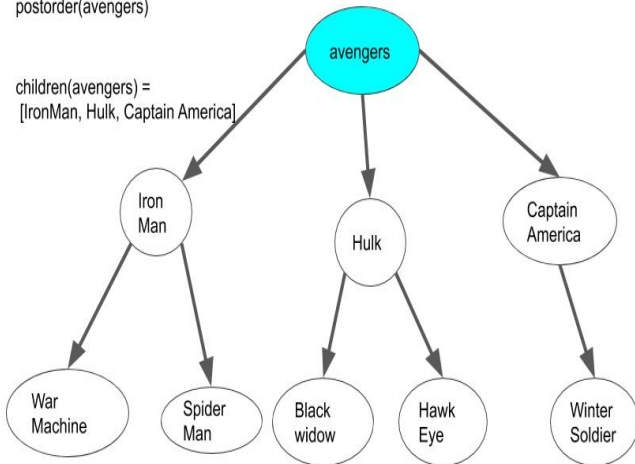 postorder(avengers)
children(avengers) =
[IronMan, Hulk, Captain America]
avengers
Iron
Man
Hulk
Captain
America
War
Machine
Spider
Man
Black
widow
Hawk
Eye
Winter
Soldier